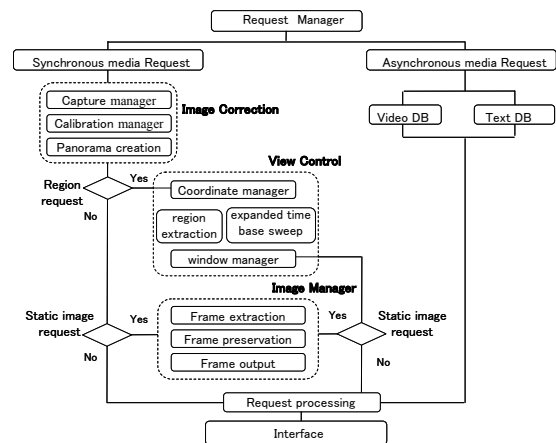 Request Manager
Synchronous media Request
Asynchronous media Request
Capture manager
Calibration manager
Panorama creation
Image Correction
Video DB
Text DB
View Control
Region
request
Yes
No
Coordinate manager
region
extraction
expanded time
base sweep
window manager
Image Manager
Static image
request
Yes
No
Frame extraction
Frame preservation
Frame output
Yes
Static image
request
No
Request processing
Interface